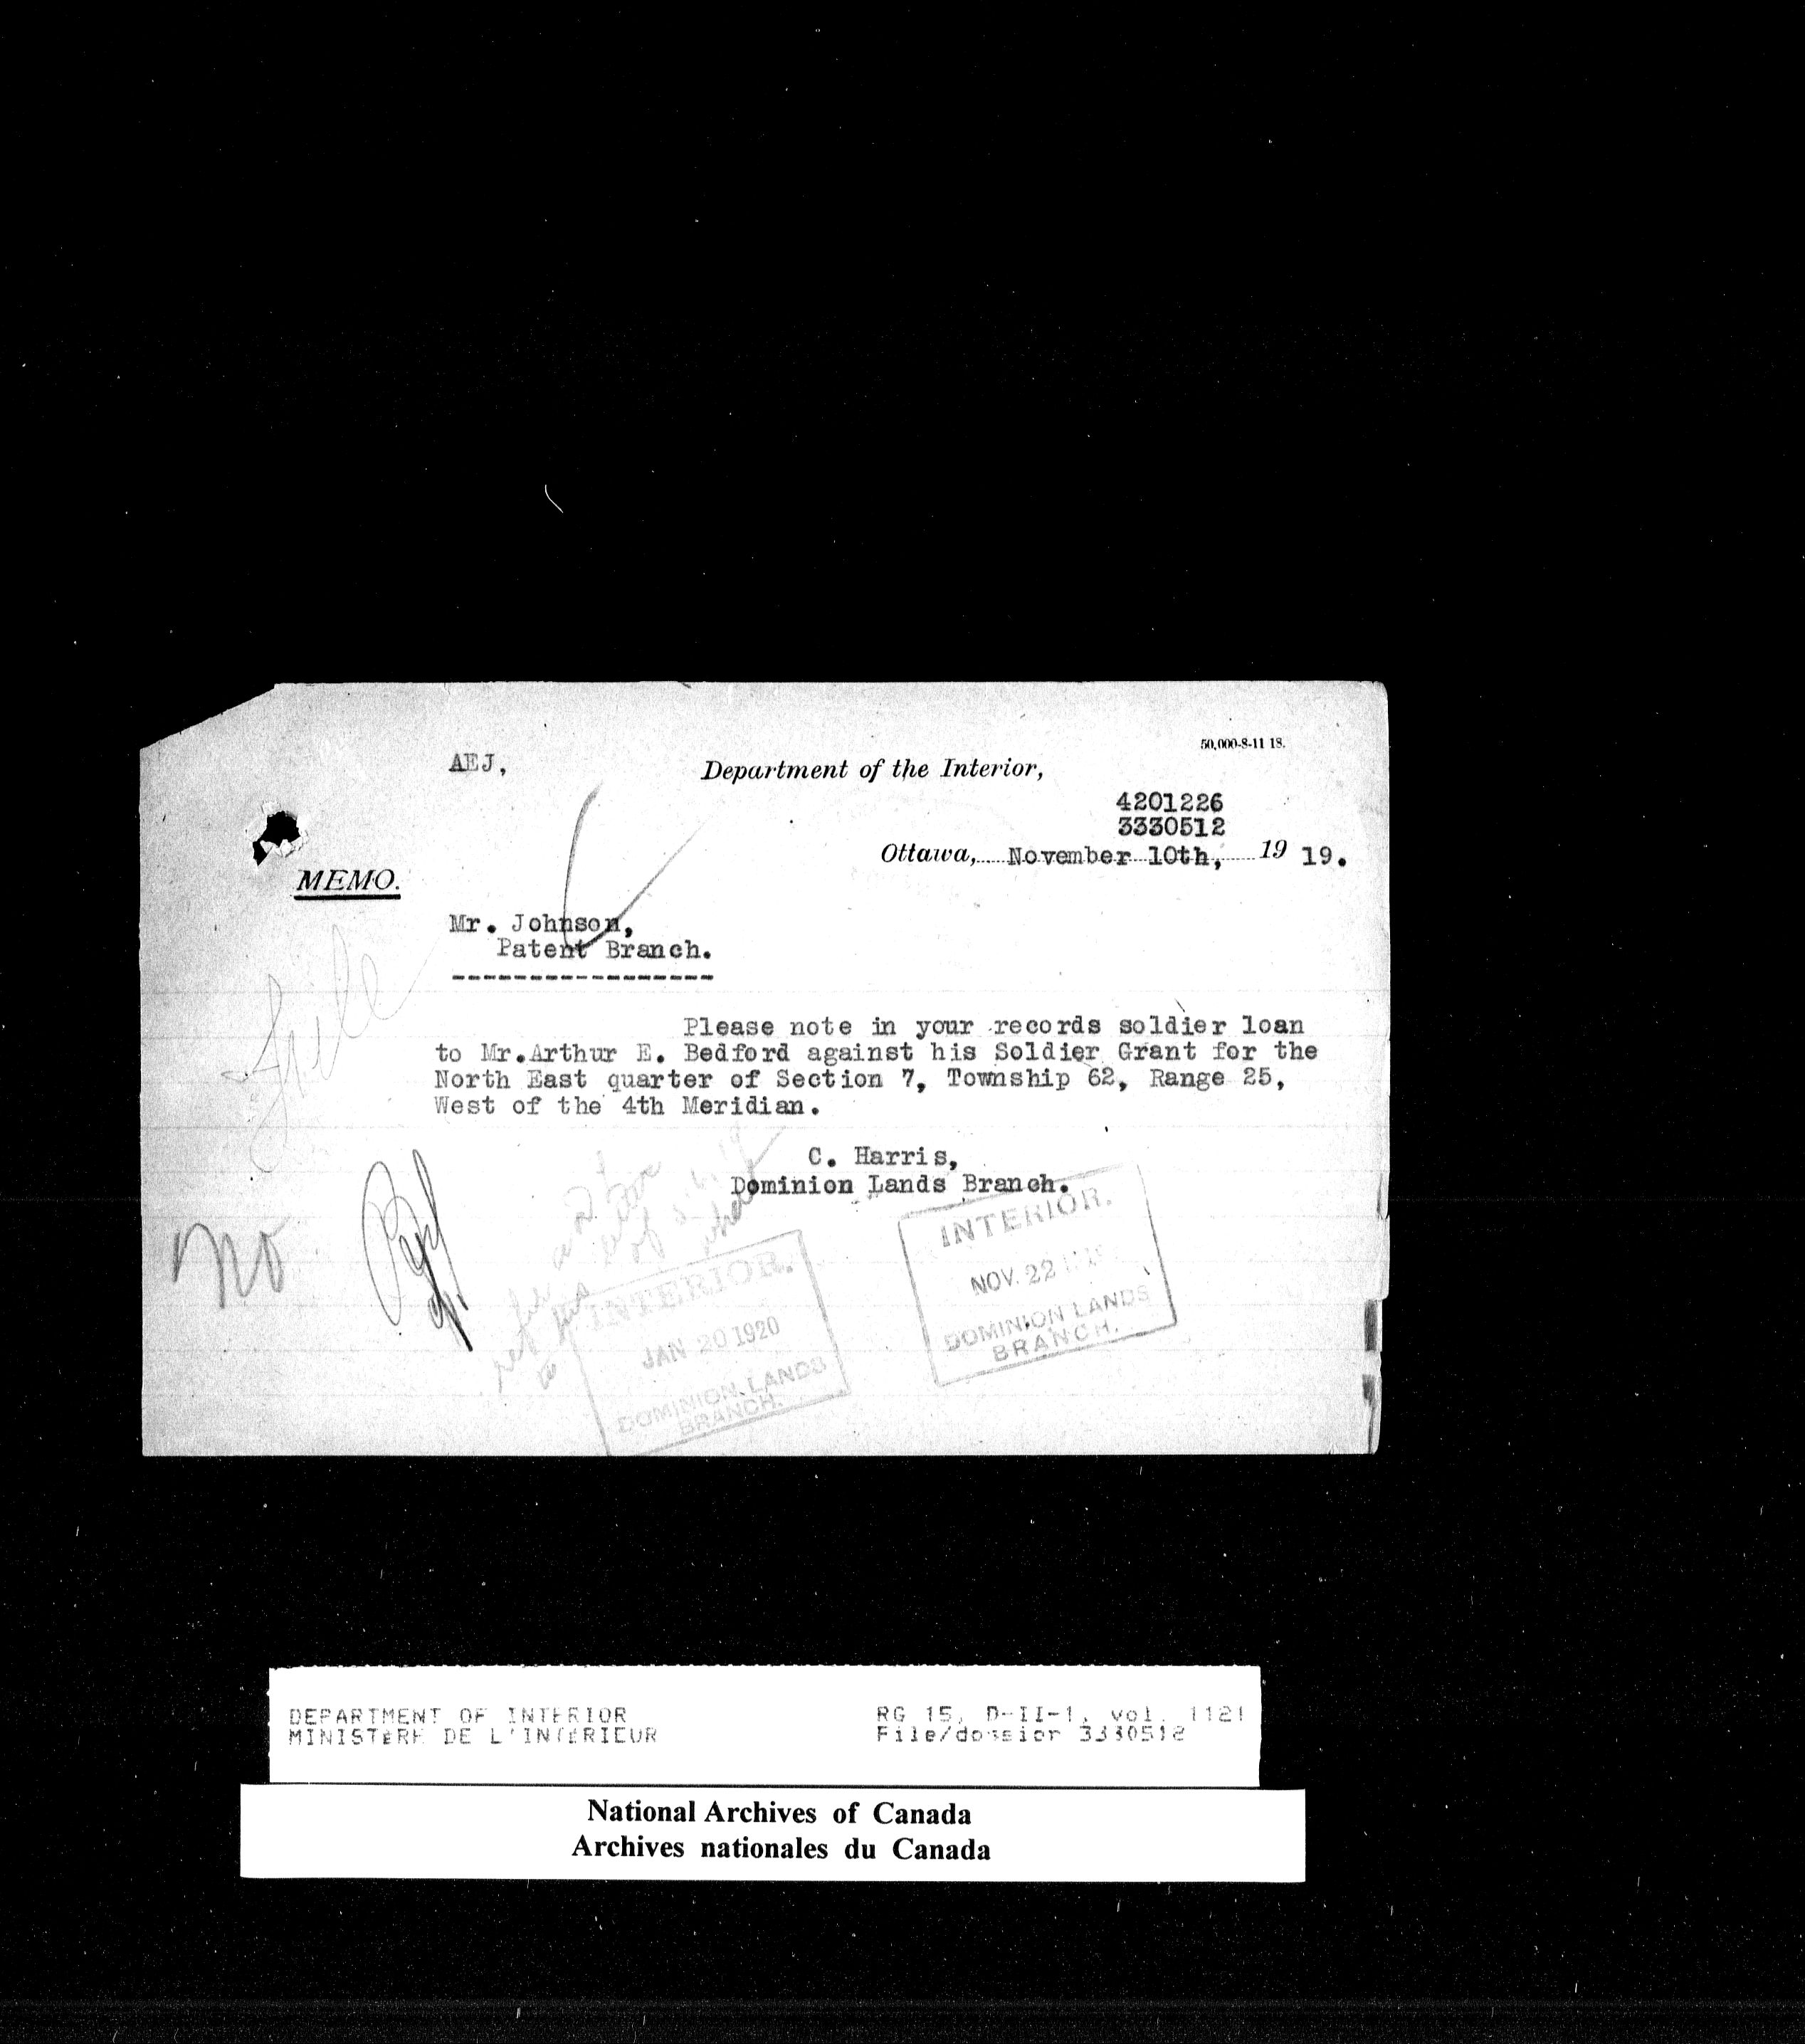 50,000-8-11 18.
AEJ,
Department of the Interior,
4201226
3330512
Ottawa, November 10th, 19 19.
MEMO.
Mr. Johnson,
Patent Branch.
-----------------
File
Please note in your records soldier loan
to Mr.Arthur E. Bedford against his Soldier Grant for the
North East quarter of Section 7, Township 62, Range 25,
West of the 4th Meridian.
C. Harris,
Dominion Lands Branch.
No
INTERIOR.
NOV. 22
DOMINION LANDS
BRANCH.
INTERIOR.
JAN 20 1920
DOMINION LANDS
BRANCH.
DEPARTMENT OF INTERIOR
MINISTERE DE L'INTERIEUR
RG 15, D-II-1, vol. 1121
File/dossier 3330512
National Archives of Canada
Archives nationales du Canada